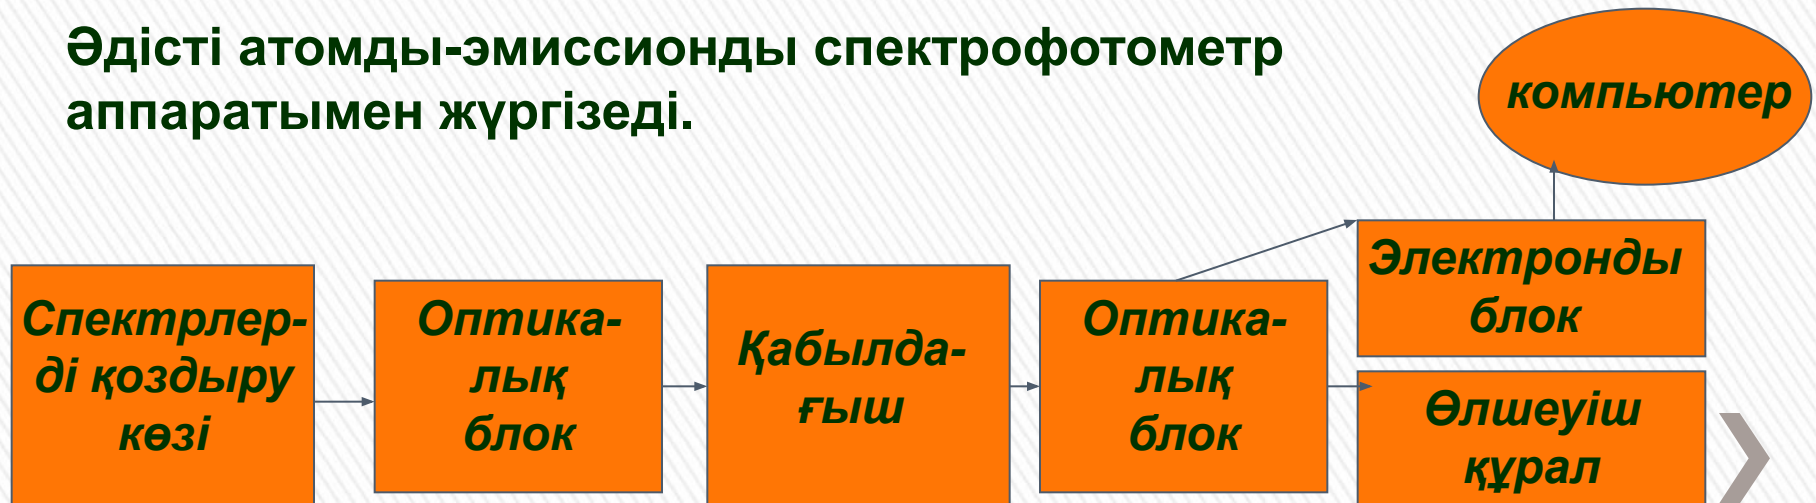 Әдісті атомды-эмиссионды спектрофотометр
аппаратымен жүргізеді.
компьютер
Спектрлер-
ді қоздыру
көзі
Оптика-
лық
блок
Қабылда-
ғыш
Оптика-
лық
блок
Электронды
блок
Өлшеуіш
құрал